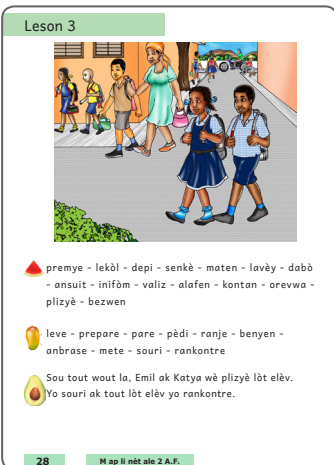 Leson 3
premye - lekòl - depi - senkè - maten - lavèy - dabò
- ansuit - inifòm - valiz - alafen - kontan - orevwa -
plizyè - bezwen
leve - prepare - pare - pèdi - ranje - benyen -
anbrase - mete - souri - rankontre
Sou tout wout la, Emil ak Katya wè plizyè lòt elèv.
Yo souri ak tout lòt elèv yo rankontre.
28 M ap li nèt ale 2 A.F.